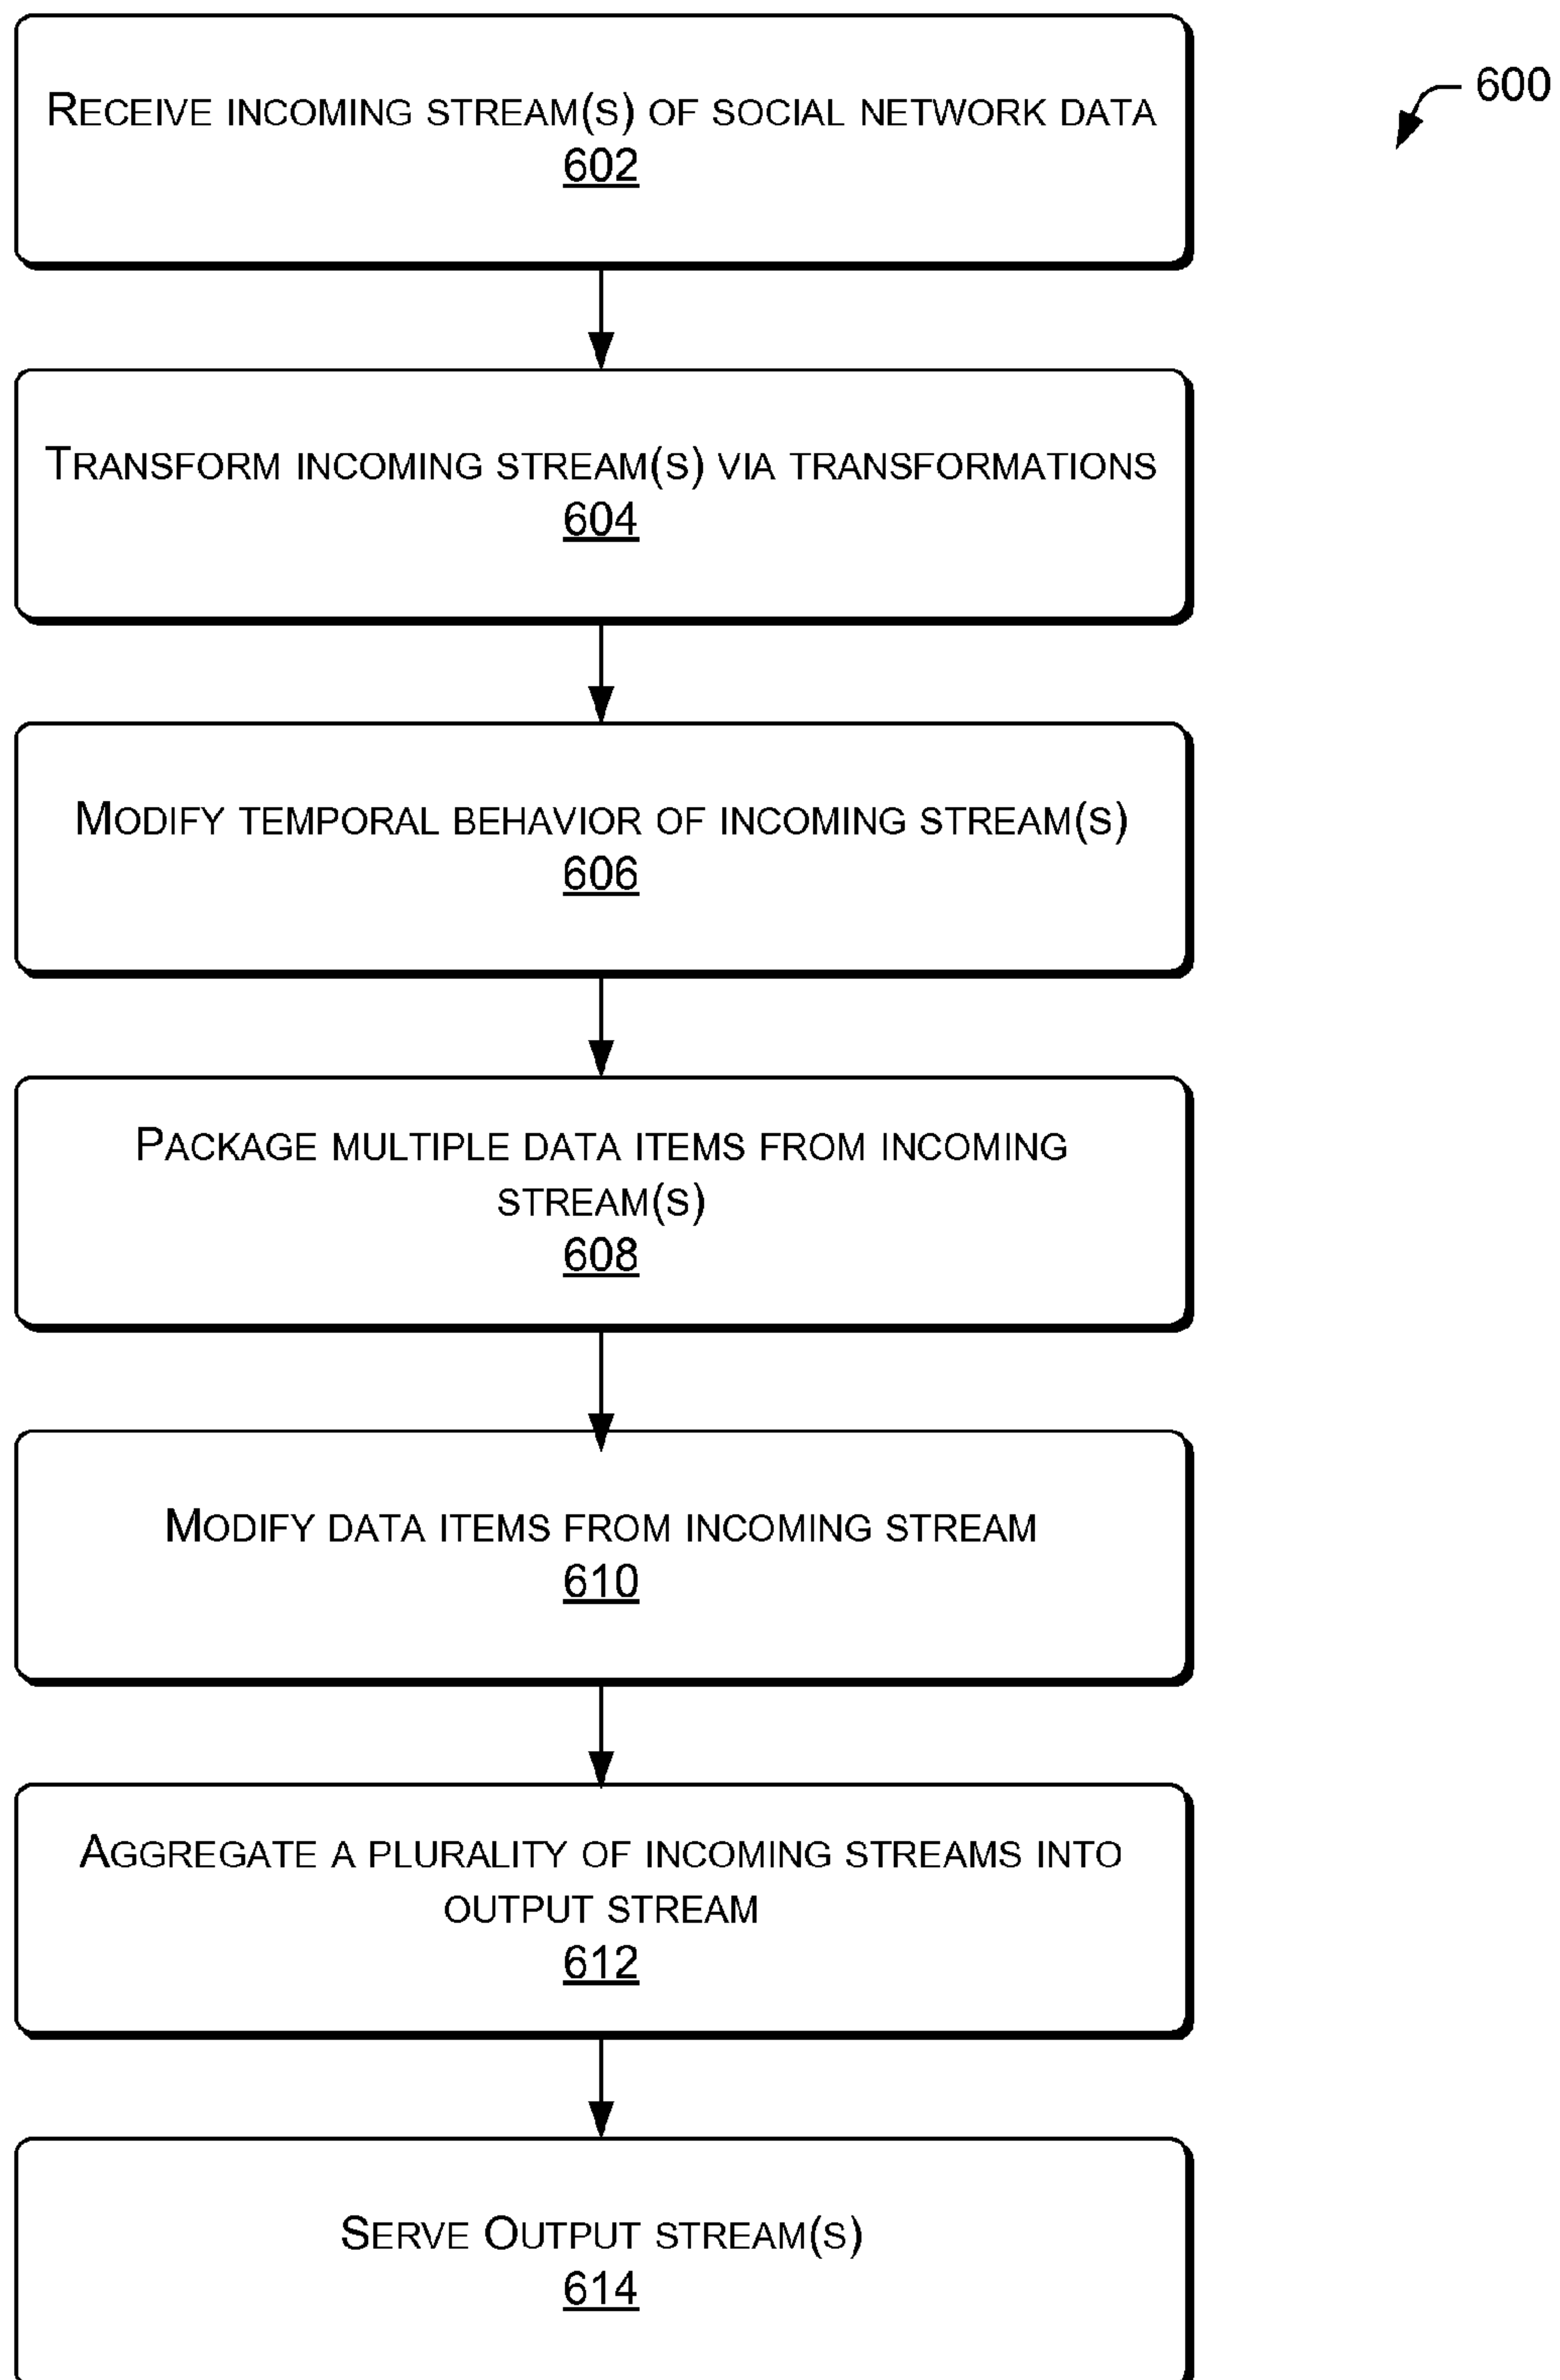 RECEIVE INCOMING STREAM(S) OF SOCIAL NETWORK DATA
602
600
TRANSFORM INCOMING STREAM(S) VIA TRANSFORMATIONS
604
MODIFY TEMPORAL BEHAVIOR OF INCOMING STREAM(S)
606
PACKAGE MULTIPLE DATA ITEMS FROM INCOMING
STREAM(S)
608
MODIFY DATA ITEMS FROM INCOMING STREAM
610
AGGREGATE A PLURALITY OF INCOMING STREAMS INTO
OUTPUT STREAM
612
SERVE OUTPUT STREAM(S)
614